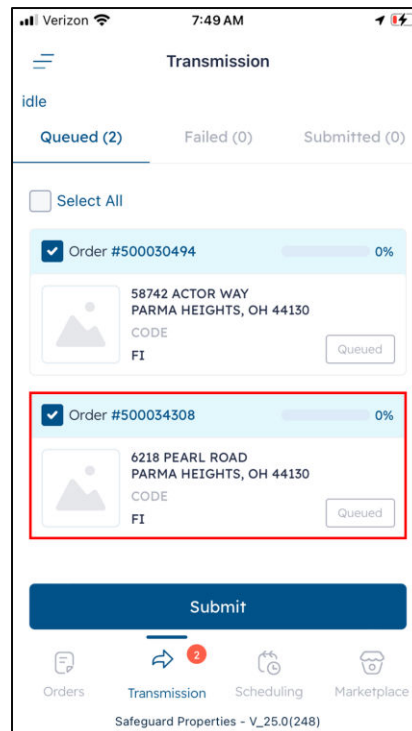 Verizon 7:49 AM
Transmission
idle
Queued (2) Failed (0) Submitted (0)
Select All
Order #500030494 0%
58742 ACTOR WAY
PARMA HEIGHTS, OH 44130
CODE
FI Queued
Order #500034308 0%
6218 PEARL ROAD
PARMA HEIGHTS, OH 44130
CODE
FI Queued
Submit
2
Orders Transmission Scheduling Marketplace
Safeguard Properties - V_25.0(248)